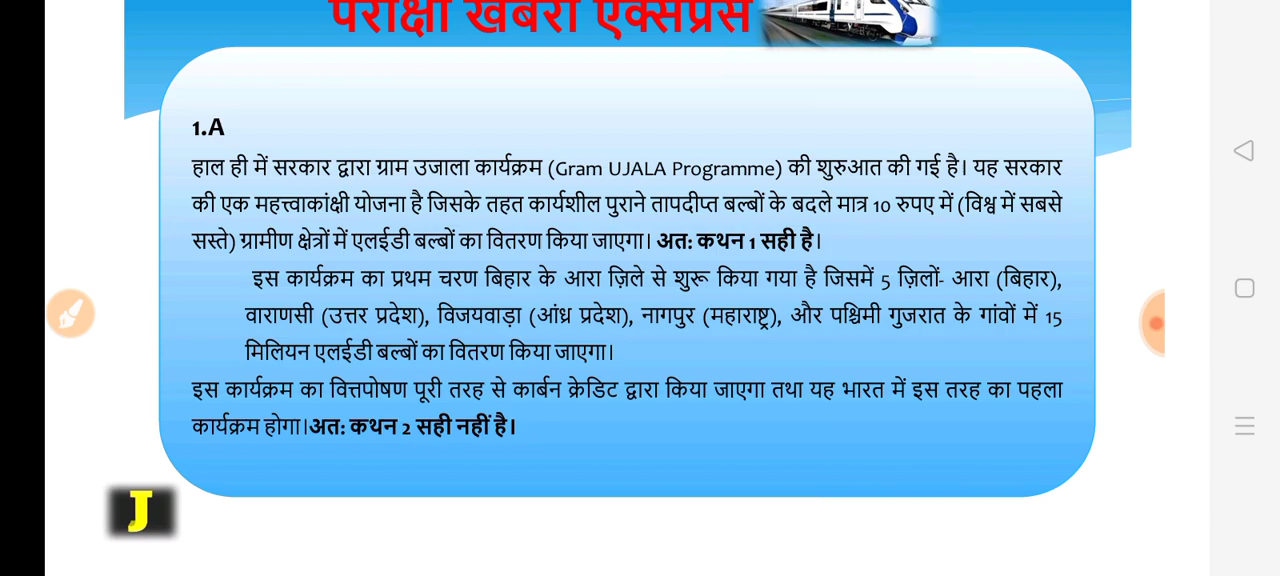 परीक्षा खबरी एक्सप्रेस
1.A
हाल ही में सरकार द्वारा ग्राम उजाला कार्यक्रम (Gram UJALA Programme) की शुरुआत की गई है। यह सरकार
की एक महत्त्वाकांक्षी योजना है जिसके तहत कार्यशील पुराने तापदीप्त बल्बों के बदले मात्र 10 रुपए में (विश्व में सबसे
सस्ते) ग्रामीण क्षेत्रों में एलईडी बल्बों का वितरण किया जाएगा। अत: कथन 1 सही है।
इस कार्यक्रम का प्रथम चरण बिहार के आरा ज़िले से शुरू किया गया है जिसमें 5 ज़िलों- आरा (बिहार),
वाराणसी (उत्तर प्रदेश), विजयवाड़ा (आंध्र प्रदेश), नागपुर (महाराष्ट्र), और पश्चिमी गुजरात के गांवों में 15
मिलियन एलईडी बल्बों का वितरण किया जाएगा।
इस कार्यक्रम का वित्तपोषण पूरी तरह से कार्बन क्रेडिट द्वारा किया जाएगा तथा यह भारत में इस तरह का पहला
कार्यक्रम होगा।अत: कथन 2 सही नहीं है।
J